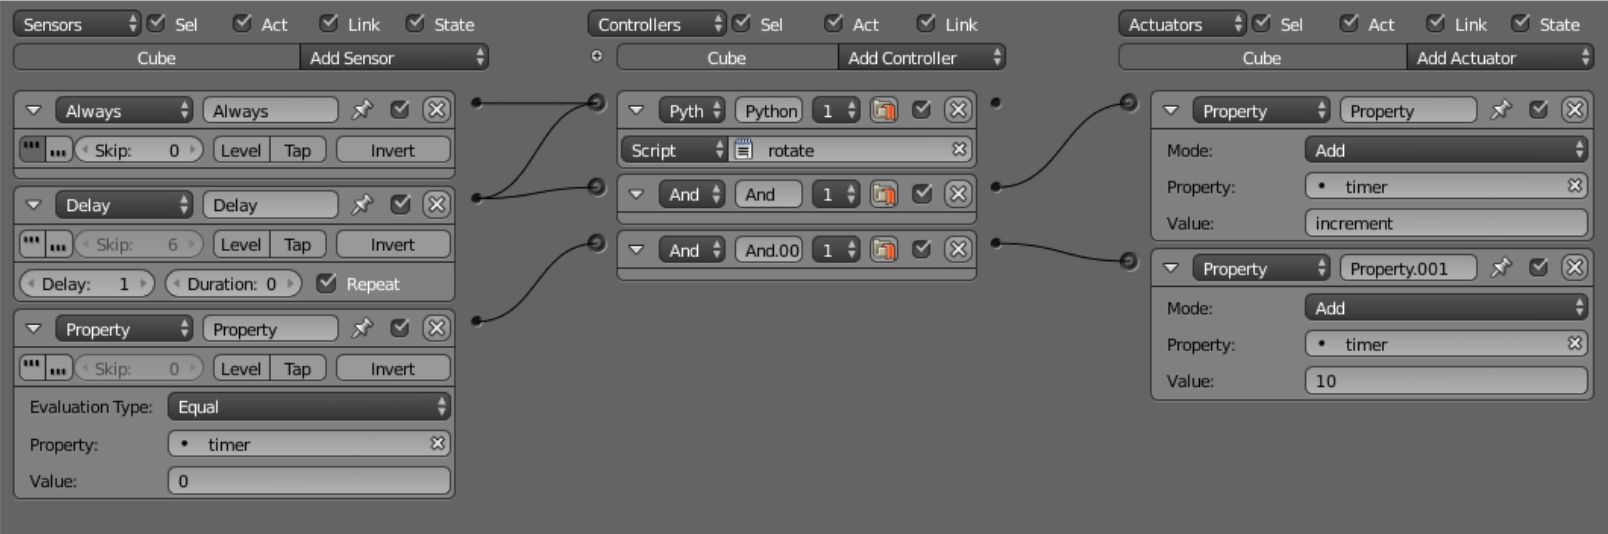 Sensors Sel Act Link State
Cube Add Sensor
Always Always
Skip: 0 Level Tap Invert
Delay Delay
Skip: 6 Level Tap Invert
Delay: 1 Duration: 0 Repeat
Property Property
Skip: 0 Level Tap Invert
Evaluation Type: Equal
Property: timer
Value: 0
Controllers Sel Act Link
Cube Add Controller
Pyth Python 1
Script rotate
And And 1
And And.00 1
Actuators Sel Act Link State
Cube Add Actuator
Property Property
Mode: Add
Property: timer
Value: increment
Property Property.001
Mode: Add
Property: timer
Value: 10